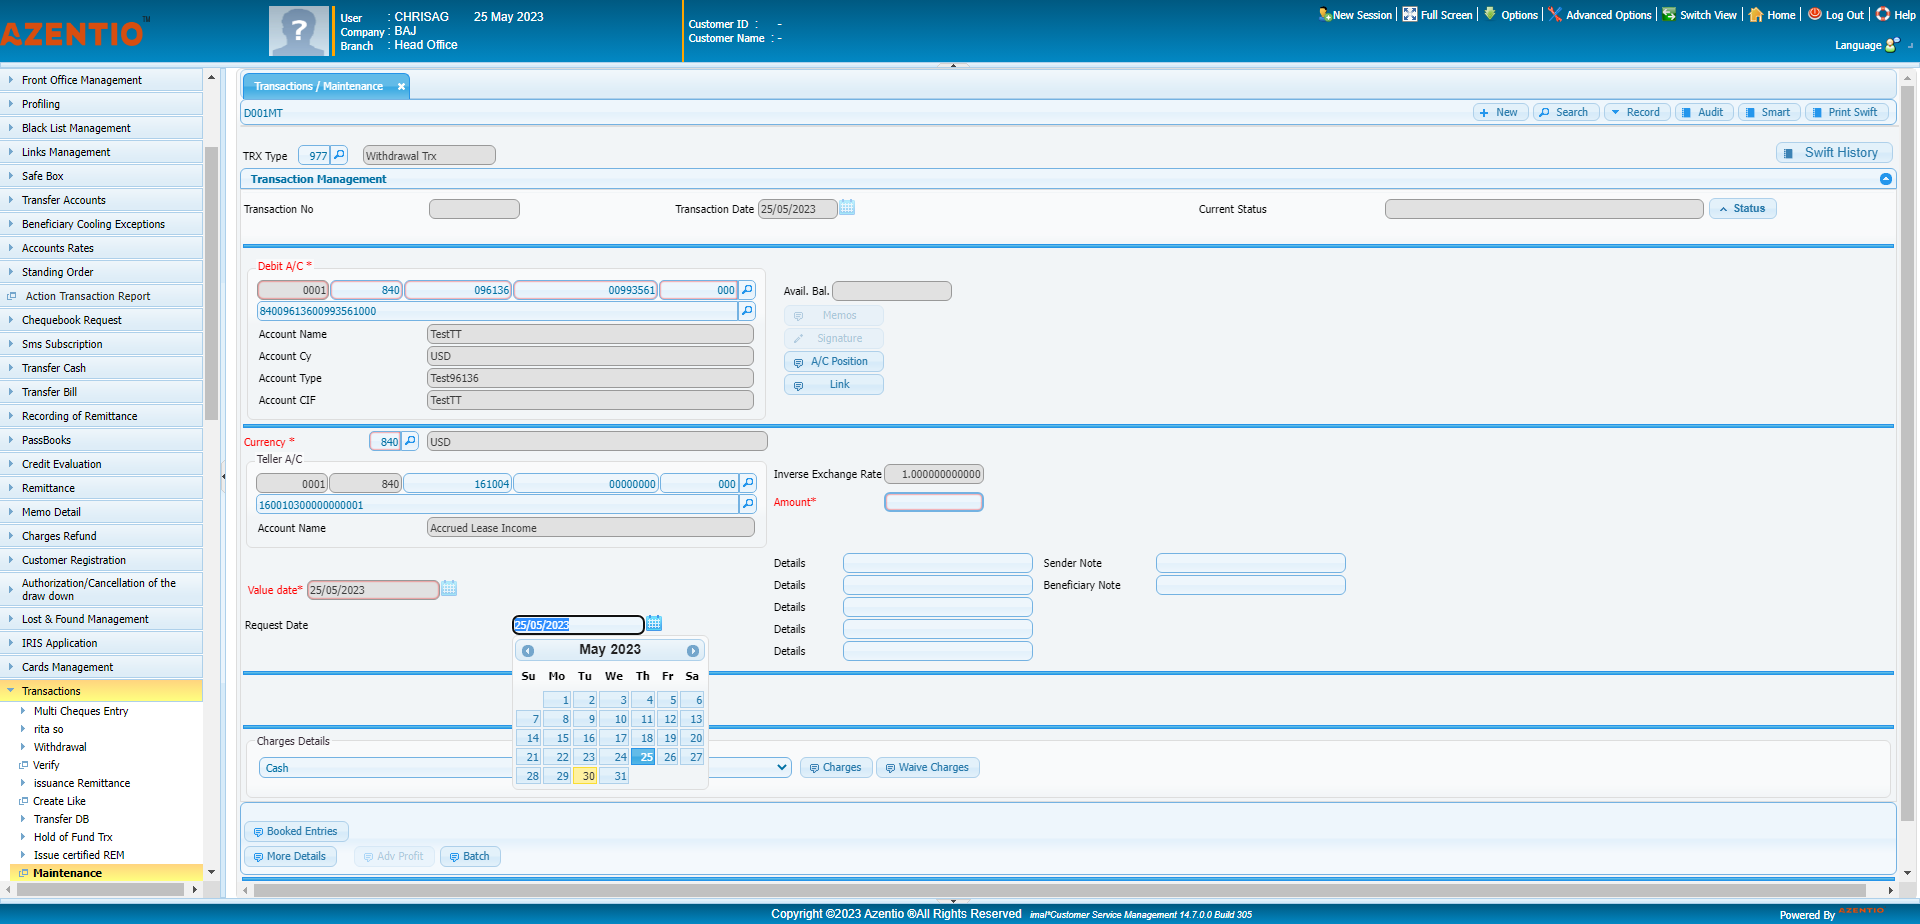 AZENTIO™
User : CHRISAG 25 May 2023
Company : BAJ
Branch : Head Office
Customer ID : -
Customer Name : -
New Session Full Screen Options Advanced Options Switch View Home Log Out Help
Language
Front Office Management
Profiling
Black List Management
Links Management
Safe Box
Transfer Accounts
Beneficiary Cooling Exceptions
Accounts Rates
Standing Order
Action Transaction Report
Chequebook Request
Sms Subscription
Transfer Cash
Transfer Bill
Recording of Remittance
PassBooks
Credit Evaluation
Remittance
Memo Detail
Charges Refund
Customer Registration
Authorization/Cancellation of the
draw down
Lost & Found Management
IRIS Application
Cards Management
Transactions
Multi Cheques Entry
rita so
Withdrawal
Verify
issuance Remittance
Create Like
Transfer DB
Hold of Fund Trx
Issue certified REM
Maintenance
Transactions / Maintenance
D001MT
New Search Record Audit Smart Print Swift
TRX Type 977 Withdrawal Trx
Swift History
Transaction Management
Transaction No Transaction Date 25/05/2023 Current Status Status
Debit A/C *
0001 840 096136 00993561 000
84009613600993561000
Account Name TestTT
Account Cy USD
Account Type Test96136
Account CIF TestTT
Avail. Bal.
Memos
Signature
A/C Position
Link
Currency * 840 USD
Teller A/C
0001 840 161004 00000000 000
160010300000000001
Account Name Accrued Lease Income
Inverse Exchange Rate 1.000000000000
Amount*
Value date* 25/05/2023
Request Date 25/05/2023
Details Sender Note
Details Beneficiary Note
Details
Details
Details
May 2023
Su Mo Tu We Th Fr Sa
1 2 3 4 5 6
7 8 9 10 11 12 13
14 15 16 17 18 19 20
21 22 23 24 25 26 27
28 29 30 31
Charges Details
Cash Charges Waive Charges
Booked Entries
More Details Adv Profit Batch
Copyright ©2023 Azentio ®All Rights Reserved imal*Customer Service Management 14.7.0.0 Build 305
Powered By AZENTIO